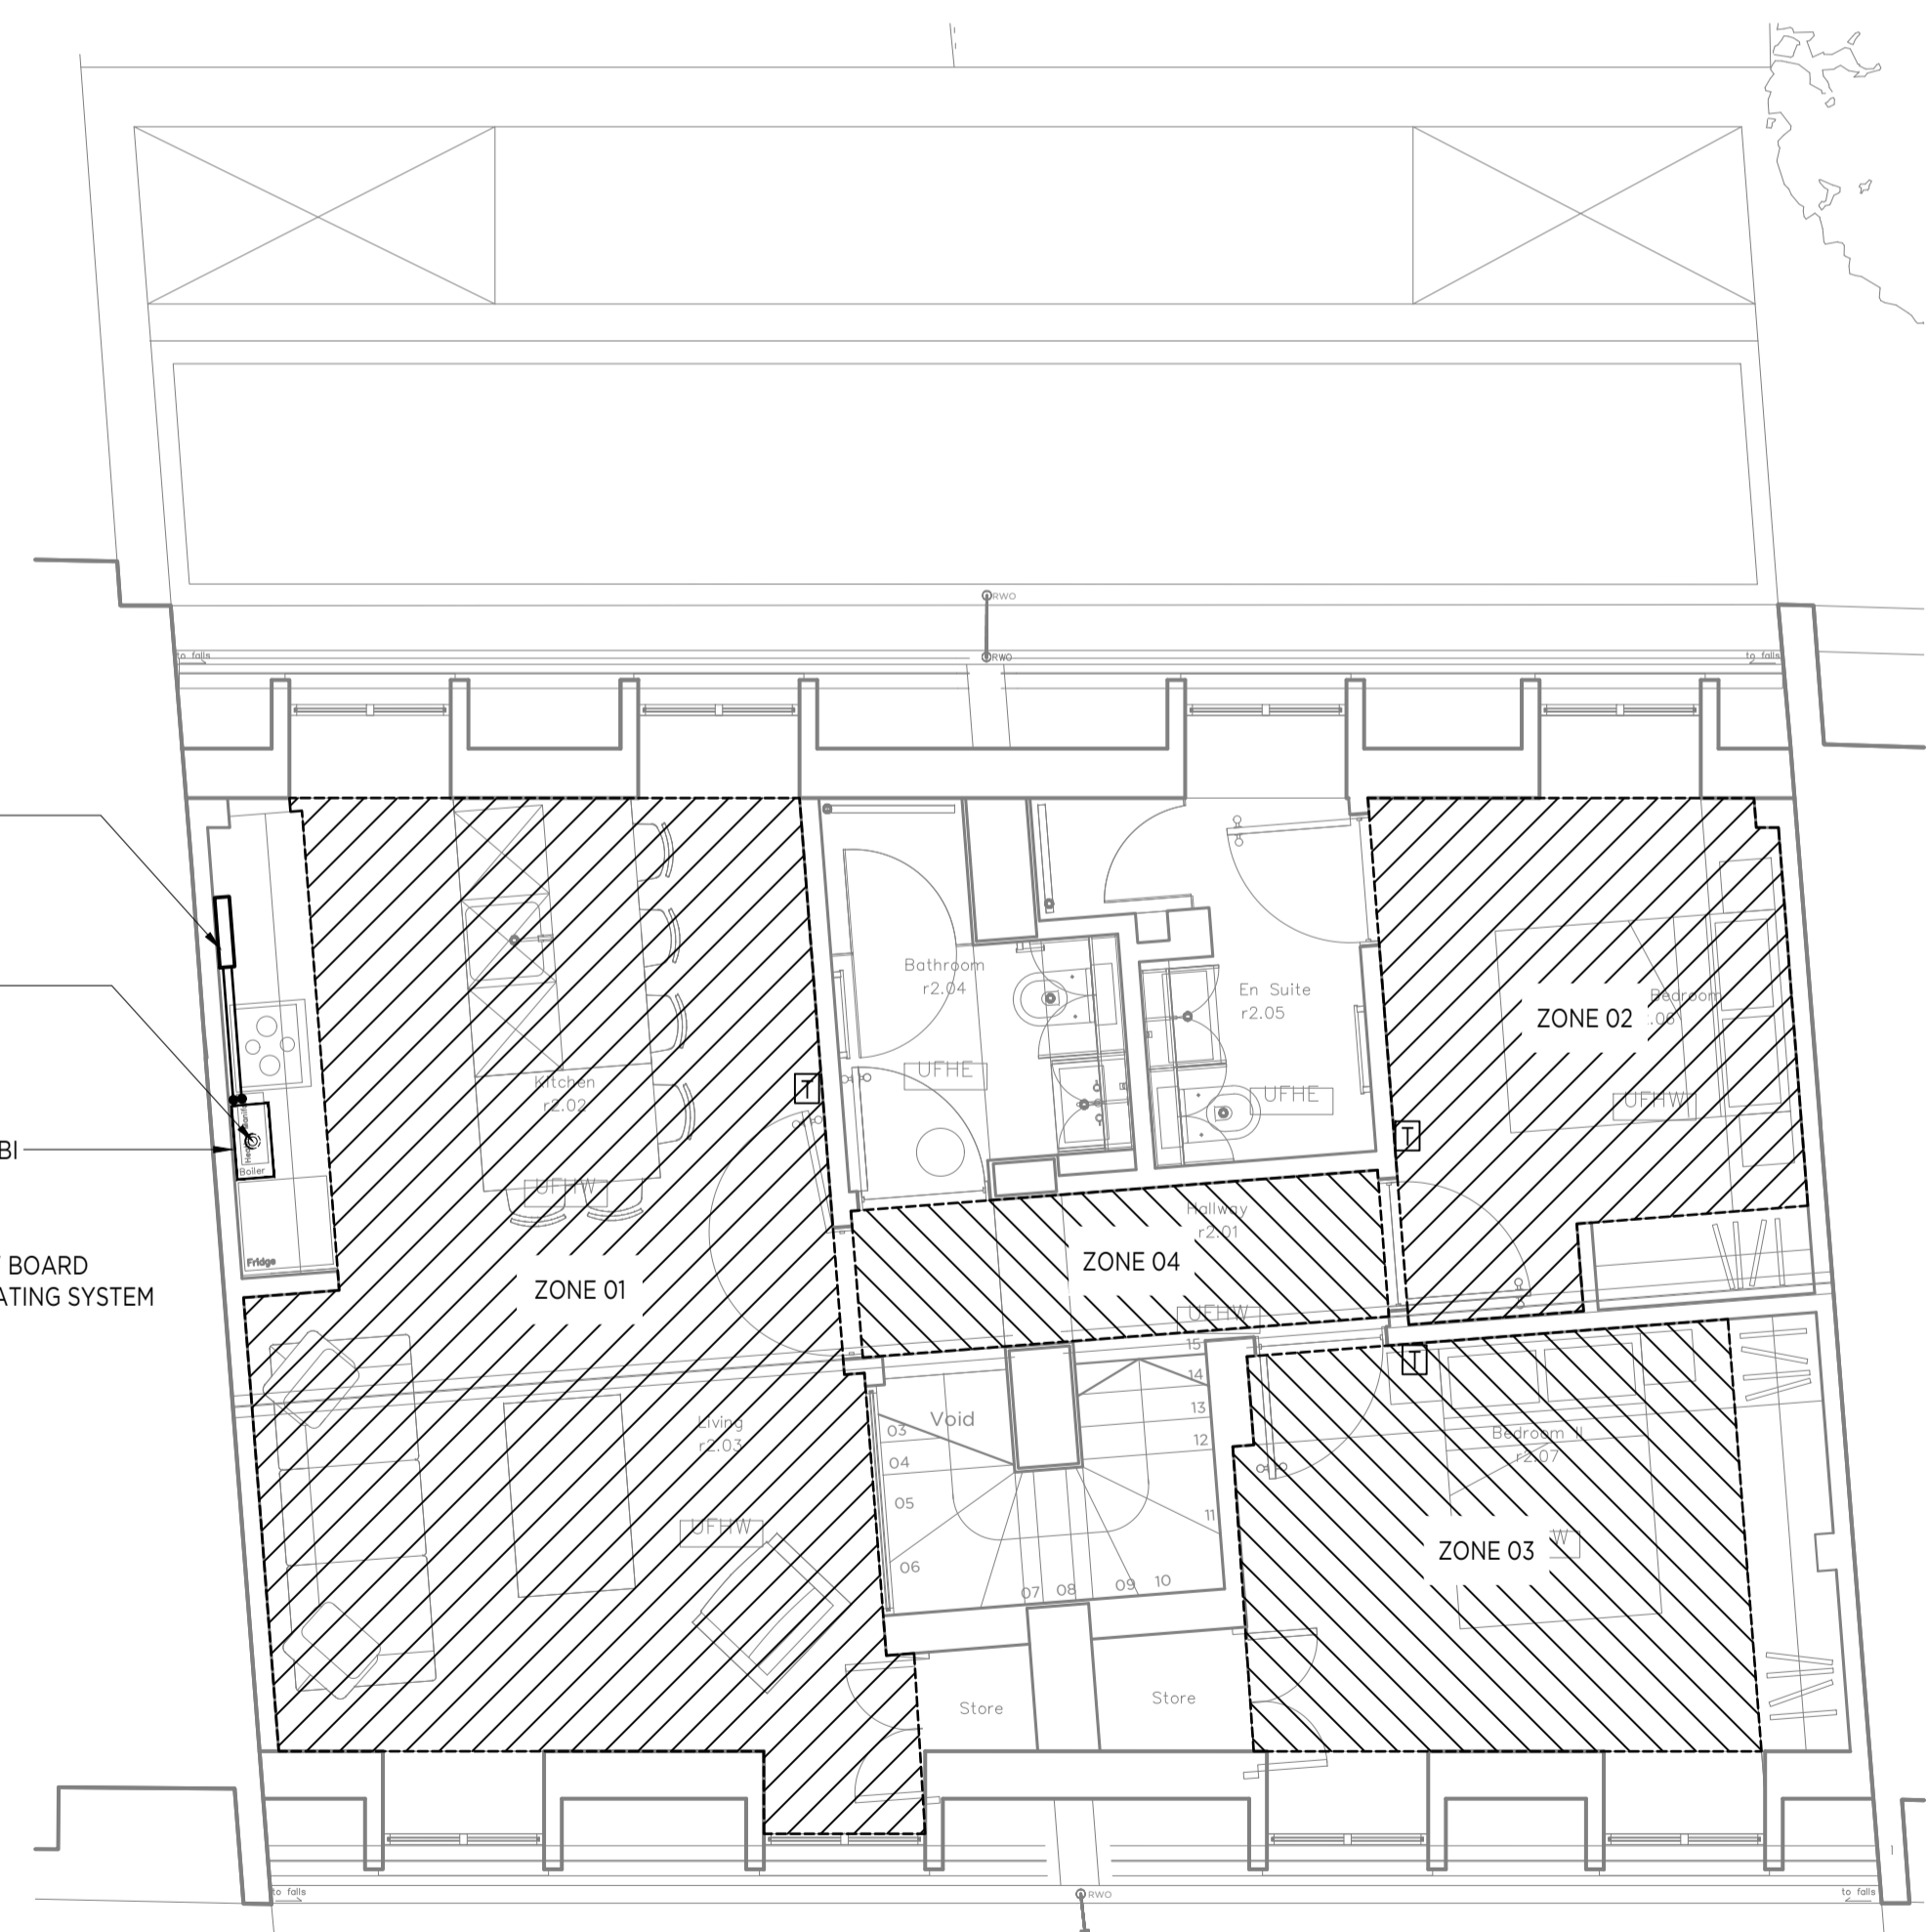 RWO
RWO
to falls
to falls
Bathroom
r2.04
En Suite
r2.05
Bedroom
.06
ZONE 02
UFHE
UFHE
UFHW
Kitchen
r2.02
T
T
BI
Boiler
UFHW
Hallway
r2.01
ZONE 04
BOARD
ATING SYSTEM
Fridge
ZONE 01
UFHW
T
15
14
13
12
11
10
09
08
07
06
05
04
03
Void
Living
r2.03
Bedroom II
r2.07
UFHW
W
ZONE 03
Store
Store
to falls
RWO
to falls